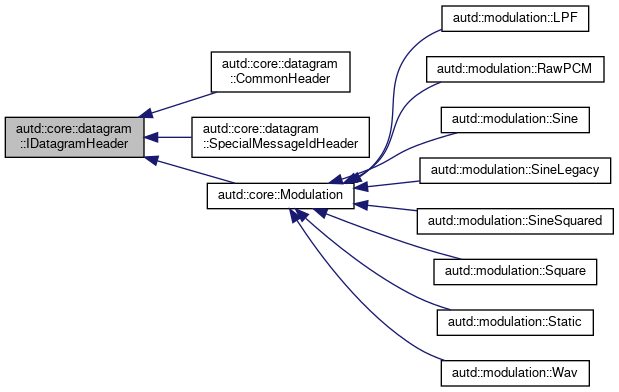 autd::core::datagram
::IDatagramHeader
autd::core::datagram
::CommonHeader
autd::core::datagram
::SpecialMessageIdHeader
autd::core::Modulation
autd::modulation::LPF
autd::modulation::RawPCM
autd::modulation::Sine
autd::modulation::SineLegacy
autd::modulation::SineSquared
autd::modulation::Square
autd::modulation::Static
autd::modulation::Wav